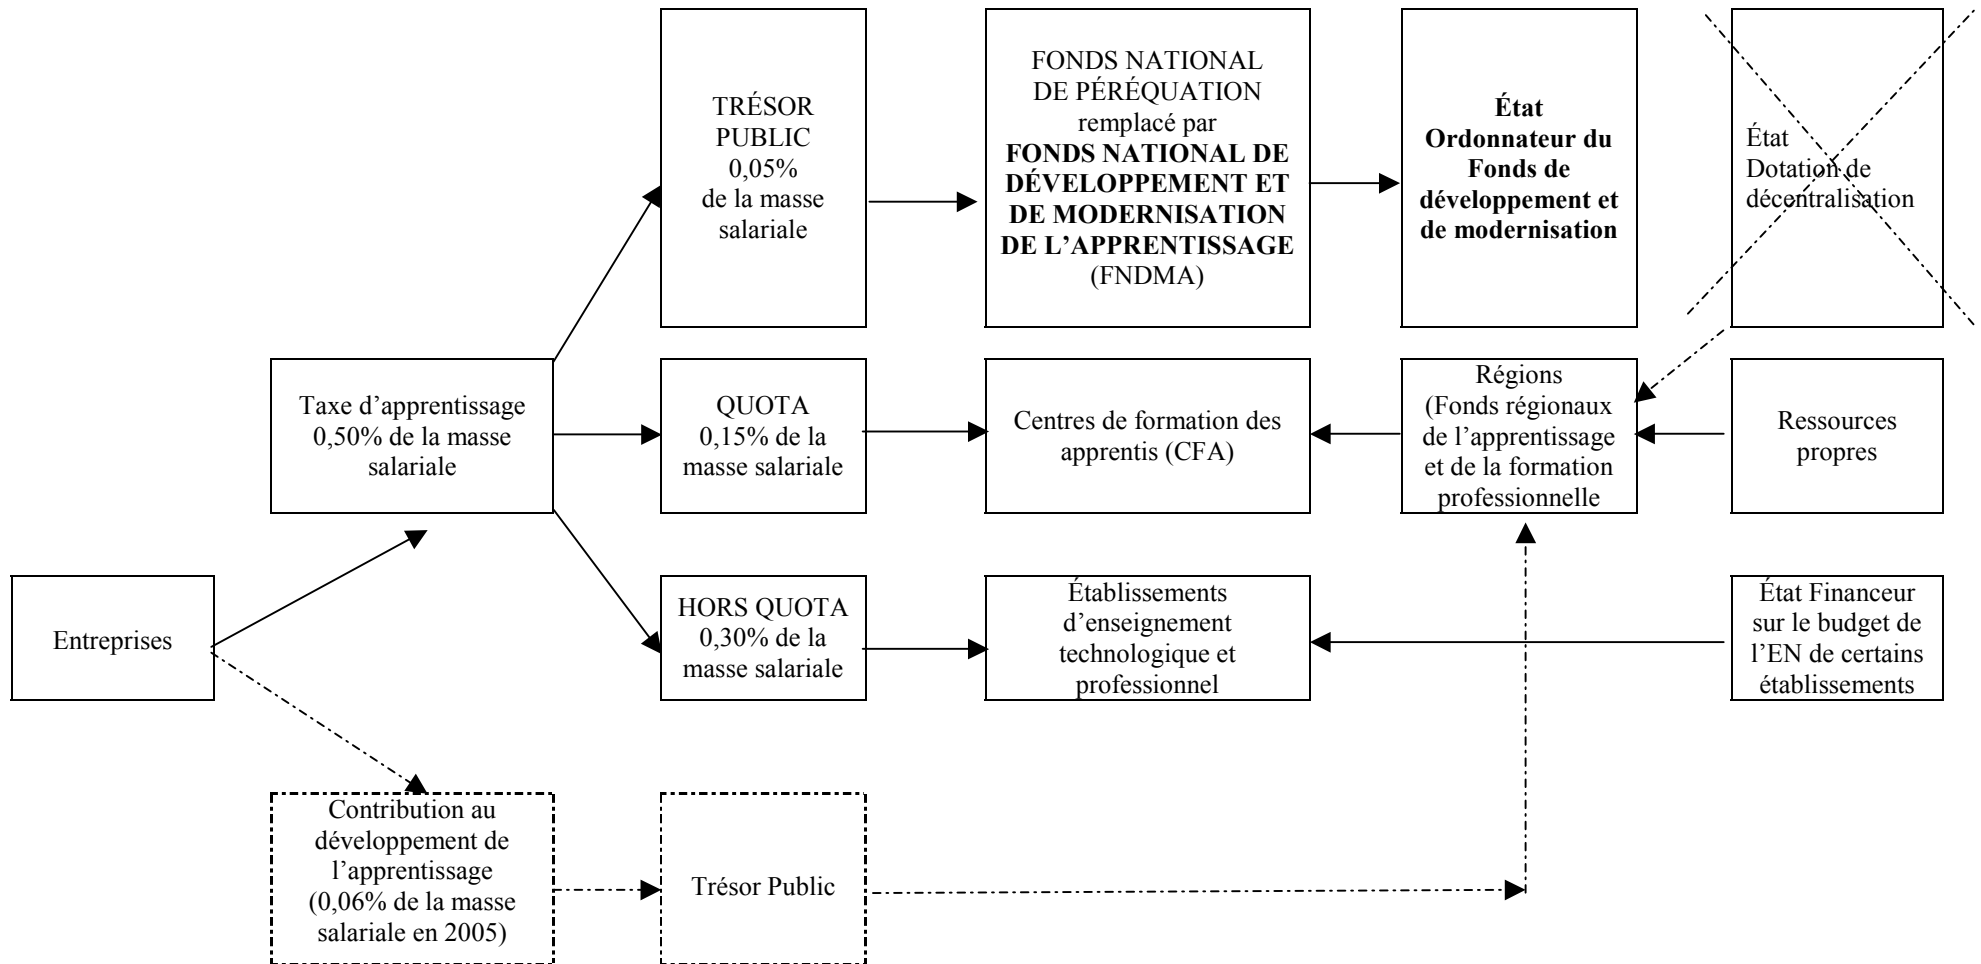 TRÉSOR
PUBLIC
0,05%
de la masse
salariale
FONDS NATIONAL
DE PÉRÉQUATION
remplacé par
FONDS NATIONAL DE
DÉVELOPPEMENT ET
DE MODERNISATION
DE L’APPRENTISSAGE
(FNDMA)
État
Ordonnateur du
Fonds de
développement et
de modernisation
État
Dotation de
décentralisation
Taxe d’apprentissage
0,50% de la masse
salariale
QUOTA
0,15% de la
masse salariale
Centres de formation des
apprentis (CFA)
Régions
(Fonds régionaux
de l’apprentissage
et de la formation
professionnelle
Ressources
propres
Entreprises
HORS QUOTA
0,30% de la
masse salariale
Établissements
d’enseignement
technologique et
professionnel
État Financeur
sur le budget de
l’EN de certains
établissements
Contribution au
développement de
l’apprentissage
(0,06% de la masse
salariale en 2005)
Trésor Public